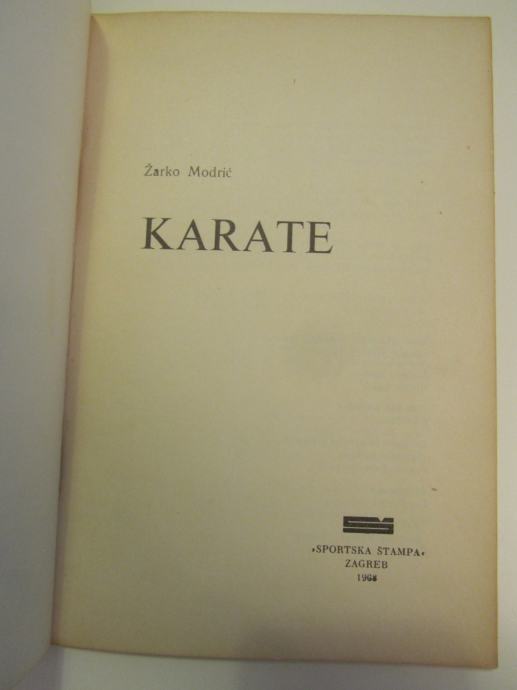 Žarko Modrić
KARATE
»SPORTSKA ŠTAMPA«
ZAGREB